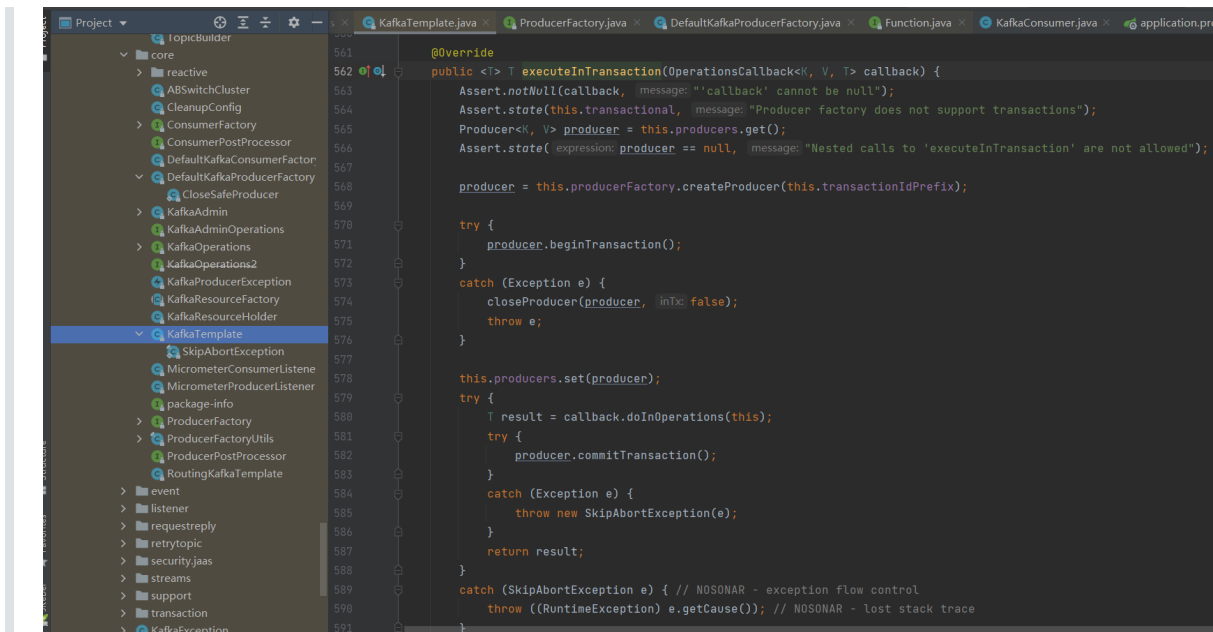 Project
KafkaTemplate.java
ProducerFactory.java
DefaultKafkaProducerFactory.java
Function.java
KafkaConsumer.java
application.pr
TopicBuilder
core
reactive
ABSwitchCluster
CleanupConfig
ConsumerFactory
ConsumerPostProcessor
DefaultKafkaConsumerFactor
DefaultKafkaProducerFactory
CloseSafeProducer
KafkaAdmin
KafkaAdminOperations
KafkaOperations
KafkaOperations2
KafkaProducerException
KafkaResourceFactory
KafkaResourceHolder
KafkaTemplate
SkipAbortException
MicrometerConsumerListene
MicrometerProducerListener
package-info
ProducerFactory
ProducerFactoryUtils
ProducerPostProcessor
RoutingKafkaTemplate
event
listener
requestreply
retrytopic
security.jaas
streams
support
transaction
KafkaException
561 @Override
562 public <T> T executeInTransaction(OperationsCallback<K, V, T> callback) {
563 Assert.notNull(callback, message: "'callback' cannot be null");
564 Assert.state(this.transactional, message: "Producer factory does not support transactions");
565 Producer<K, V> producer = this.producers.get();
566 Assert.state( expression: producer == null, message: "Nested calls to 'executeInTransaction' are not allowed");
567
568 producer = this.producerFactory.createProducer(this.transactionIdPrefix);
569
570 try {
571 producer.beginTransaction();
572 }
573 catch (Exception e) {
574 closeProducer(producer, inTx: false);
575 throw e;
576 }
577
578 this.producers.set(producer);
579 try {
580 T result = callback.doInOperations(this);
581 try {
582 producer.commitTransaction();
583 }
584 catch (Exception e) {
585 throw new SkipAbortException(e);
586 }
587 return result;
588 }
589 catch (SkipAbortException e) { // NOSONAR - exception flow control
590 throw ((RuntimeException) e.getCause()); // NOSONAR - lost stack trace
591 }